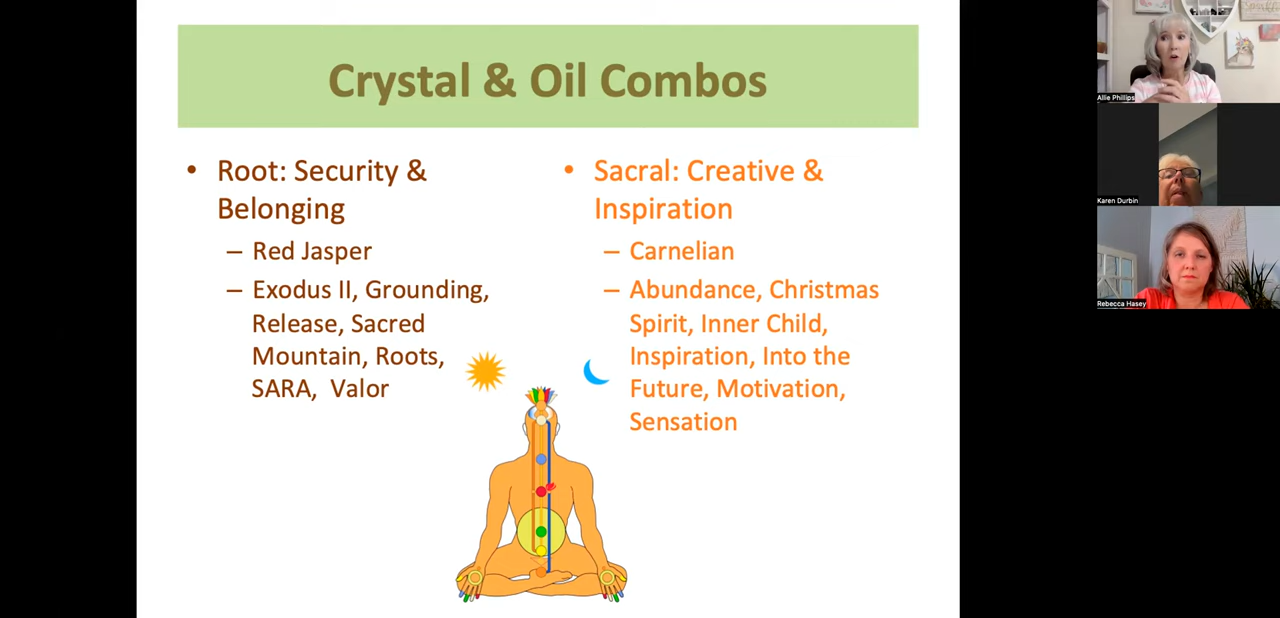 Crystal & Oil Combos
• Root: Security &
Belonging
– Red Jasper
– Exodus II, Grounding,
Release, Sacred
Mountain, Roots,
SARA, Valor
• Sacral: Creative &
Inspiration
– Carnelian
– Abundance, Christmas
Spirit, Inner Child,
Inspiration, Into the
Future, Motivation,
Sensation
Allie Phillips
Karen Durbin
Rebecca Hasey